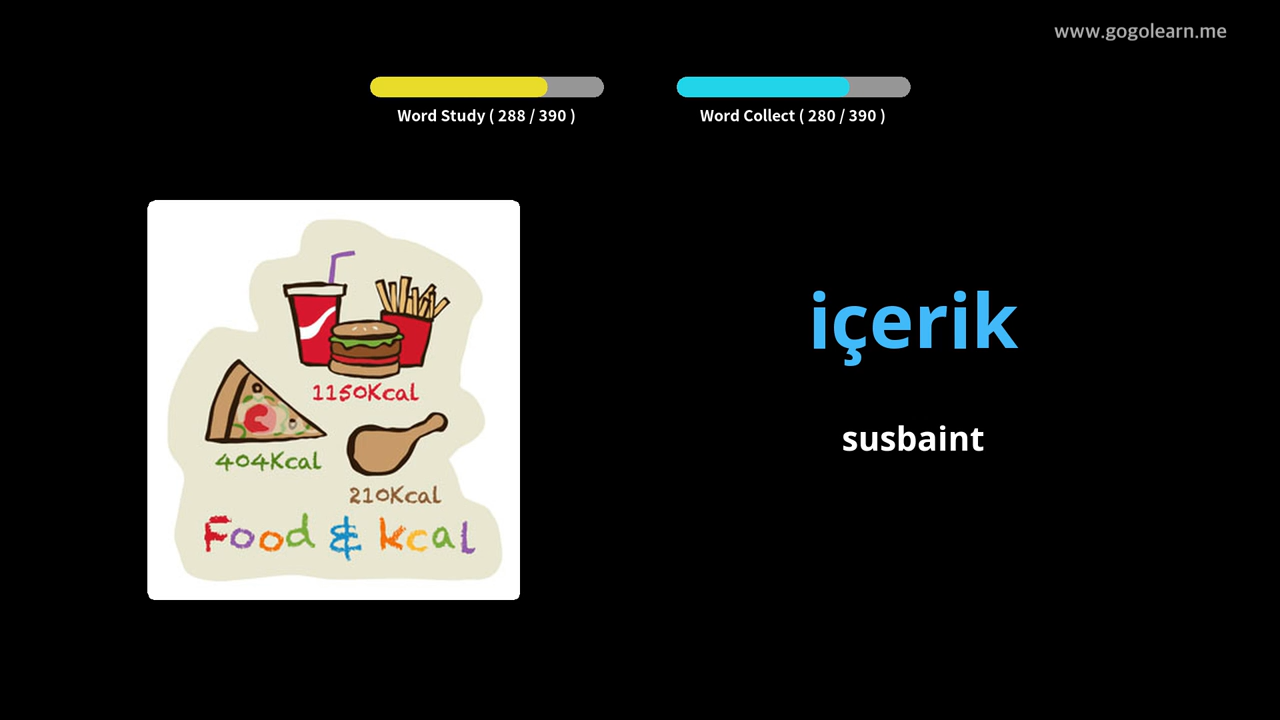 www.gogolearn.me
Word Study ( 288 / 390 )
Word Collect ( 280 / 390 )
1150Kcal
404Kcal
210Kcal
Food & kcal
içerik
susbaint